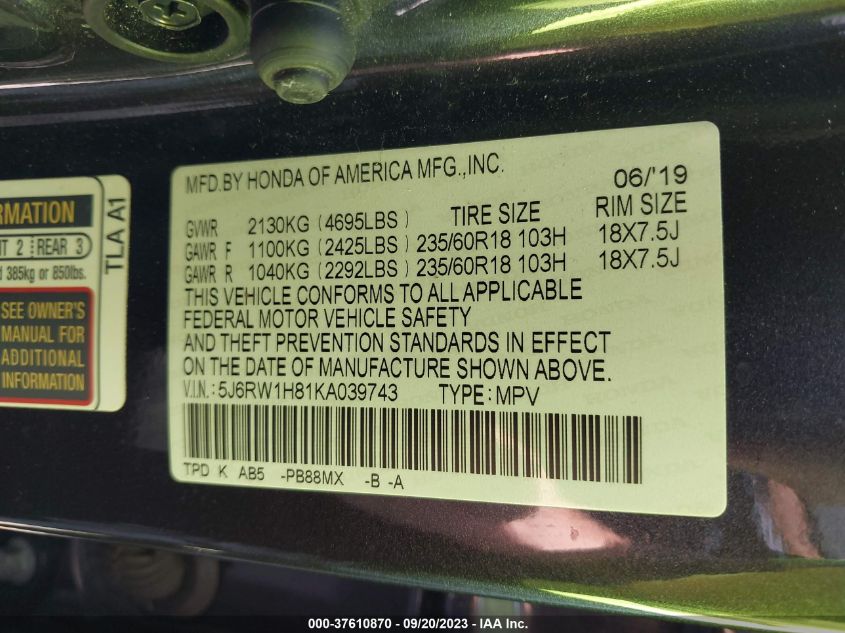 RMATION
TLA A1
T 2 REAR 3
385kg or 850lbs.
SEE OWNER'S
MANUAL FOR
ADDITIONAL
INFORMATION
MFD.BY HONDA OF AMERICA MFG.,INC. 06/'19
GVWR 2130KG (4695LBS) TIRE SIZE RIM SIZE
GAWR F 1100KG (2425LBS) 235/60R18 103H 18X7.5J
GAWR R 1040KG (2292LBS) 235/60R18 103H 18X7.5J
THIS VEHICLE CONFORMS TO ALL APPLICABLE
FEDERAL MOTOR VEHICLE SAFETY
AND THEFT PREVENTION STANDARDS IN EFFECT
ON THE DATE OF MANUFACTURE SHOWN ABOVE.
V.I.N.: 5J6RW1H81KA039743 TYPE: MPV
TPD K AB5 -PB88MX -B -A
000-37610870 — 09/20/2023 — IAA Inc.